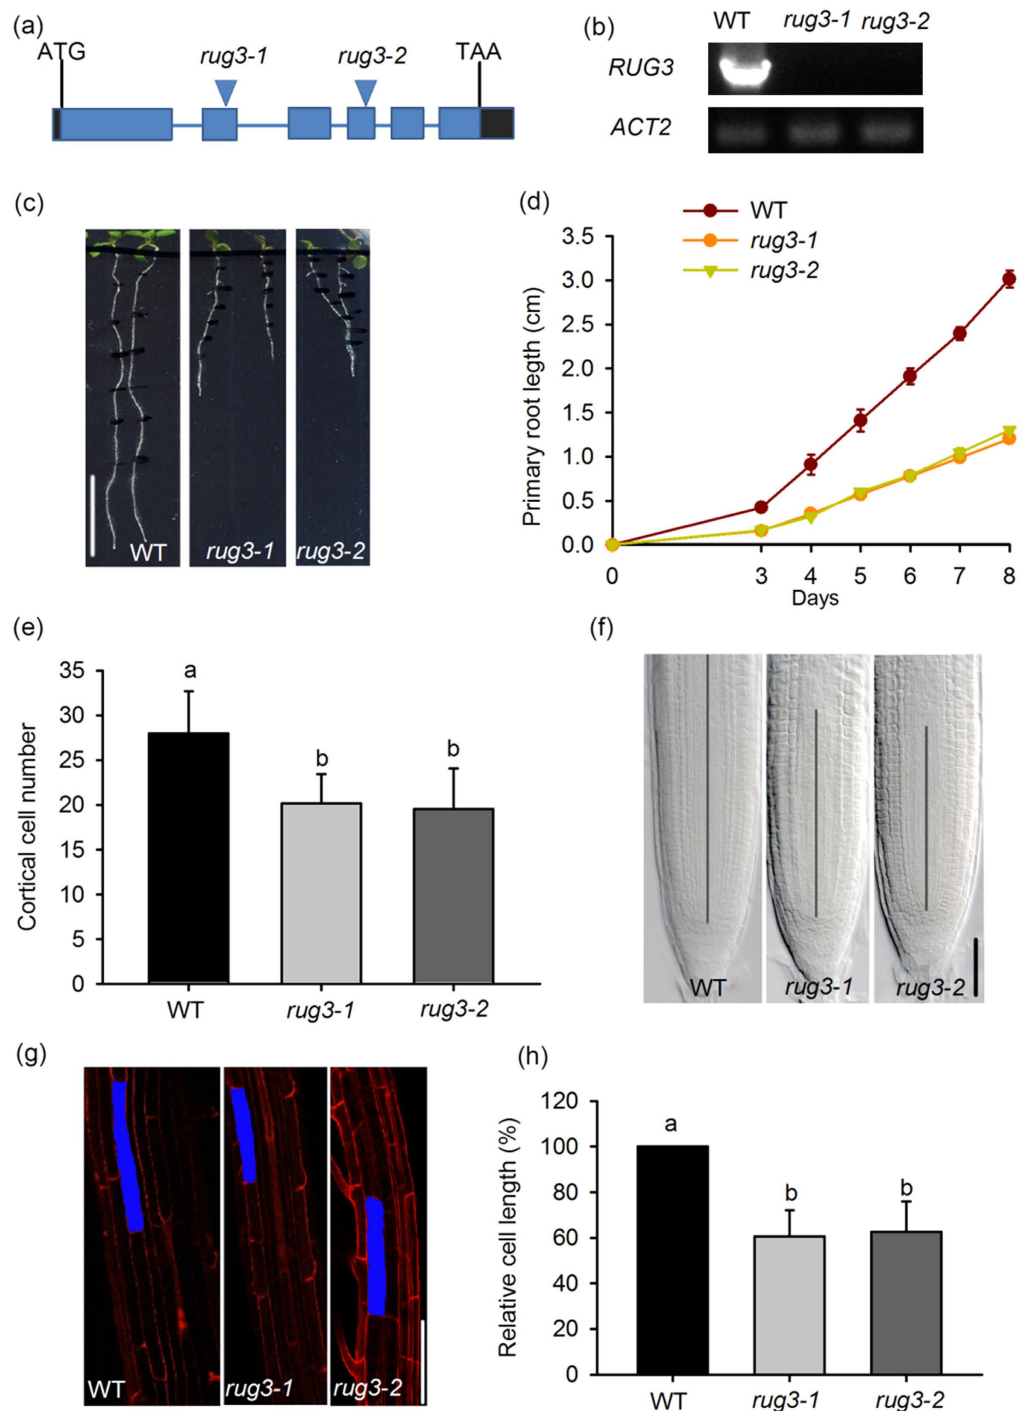 (a)
ATG rug3-1 rug3-2 TAA
(b)
WT rug3-1 rug3-2
RUG3
ACT2
(c)
WT rug3-1 rug3-2
(d)
WT
rug3-1
rug3-2
Primary root legth (cm)
3.5
3.0
2.5
2.0
1.5
1.0
0.5
0.0
0 3 4 5 6 7 8
Days
(e)
Cortical cell number
35
30
25
20
15
10
5
0
a b b
WT rug3-1 rug3-2
(f)
WT rug3-1 rug3-2
(g)
WT rug3-1 rug3-2
(h)
Relative cell length (%)
120
100
80
60
40
20
0
a b b
WT rug3-1 rug3-2